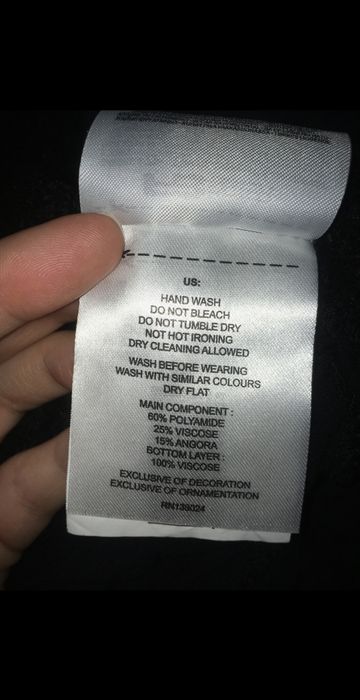 US:
HAND WASH
DO NOT BLEACH
DO NOT TUMBLE DRY
NOT HOT IRONING
DRY CLEANING ALLOWED
WASH BEFORE WEARING
WASH WITH SIMILAR COLOURS
DRY FLAT
MAIN COMPONENT :
60% POLYAMIDE
25% VISCOSE
15% ANGORA
BOTTOM LAYER :
100% VISCOSE
EXCLUSIVE OF DECORATION
EXCLUSIVE OF ORNAMENTATION
RN139024